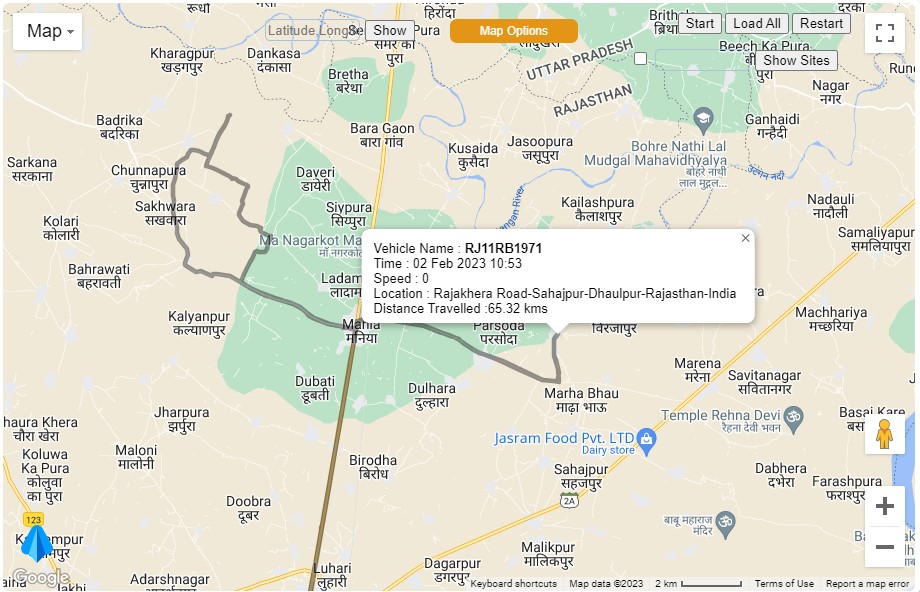 रूधौ
हिरोदा
Map
Kharagpur
खड़गपुर
Dankasa
दंकासा
Latitude,Longi
Show
Pura
समर का
पुरा
Map Options
Start
Load All
Restart
Show Sites
UTTAR PRADESH
RAJASTHAN
Beech Ka Pura
पुरा
Nagar
नगर
Bretha
बरेथा
Badrika
बदरिका
Bara Gaon
बारा गांव
Kusaida
कुसैदा
Jasoopura
जसूपुरा
Ganhaidi
गन्हैदी
Bohre Nathi Lal
Mudgal Mahavidhyalya
बोहरे नाथी
लाल मुद्गल...
उटंगन नदी
Sarkana
सरकाना
Chunnapura
चुन्नापुरा
Daveri
डायेरी
Sakhwara
सखवारा
Siypura
सिय्पुरा
Kailashpura
कैलाशपुर
Nadauli
नादौली
Kolari
कोलारी
Samaliyapur
समलियापुर
Ma Nagarkot Ma
Bahrawati
बहरावती
Ladam
लादाम
Vehicle Name : RJ11RB1971
Time : 02 Feb 2023 10:53
Speed : 0
Location : Rajakhera Road-Sahajpur-Dhaulpur-Rajasthan-India
Distance Travelled :65.32 kms
Kalyanpur
कल्याणपुर
Mania
मनिया
Parsoda
परसोदा
विरजापुर
Machhariya
मच्छरिया
Marena
मरेना
Savitanagar
सवितानगर
Dubati
डूबती
Dulhara
दुल्हारा
Marha Bhau
माढ़ा भाऊ
Jharpura
झर्पुरा
haura Khera
चौरा खेरा
Temple Rehna Devi
रैहना देवी भवन
Basai Kare
Jasram Food Pvt. LTD
Dairy store
Maloni
मालोनी
Koluwa
Ka Pura
कोलुवा
का पुरा
Birodha
बिरोध
Sahajpur
सहजपुर
2A
Dabhera
दभेरा
Farashpura
Doobra
दूबर
बाबू महाराज
मंदिर
123
Malikpur
मालिकपुर
Luhari
लुहारी
Dagarpur
डगरपुर
Adarshnagar
आदर्शनगर
Google
Keyboard shortcuts
Map data ©2023
2 km
Terms of Use
Report a map error